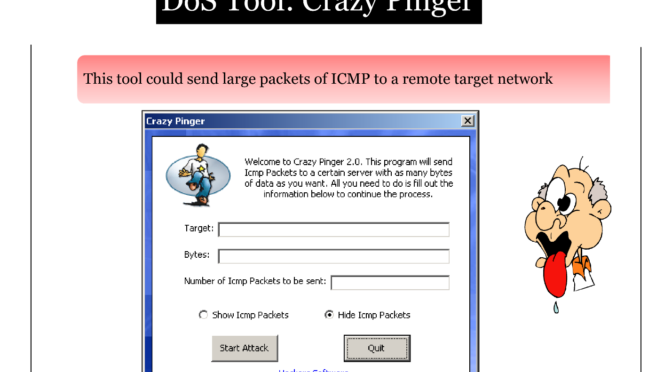 DoS Tool: Crazy Pinger
This tool could send large packets of ICMP to a remote target network
Crazy Pinger
Welcome to Crazy Pinger 2.0. This program will send
Icmp Packets to a certain server with as many bytes
of data as you want. All you need to do is fill out the
information below to continue the process.
Target:
Bytes:
Number of Icmp Packets to be sent:
Show Icmp Packets
Hide Icmp Packets
Start Attack
Quit